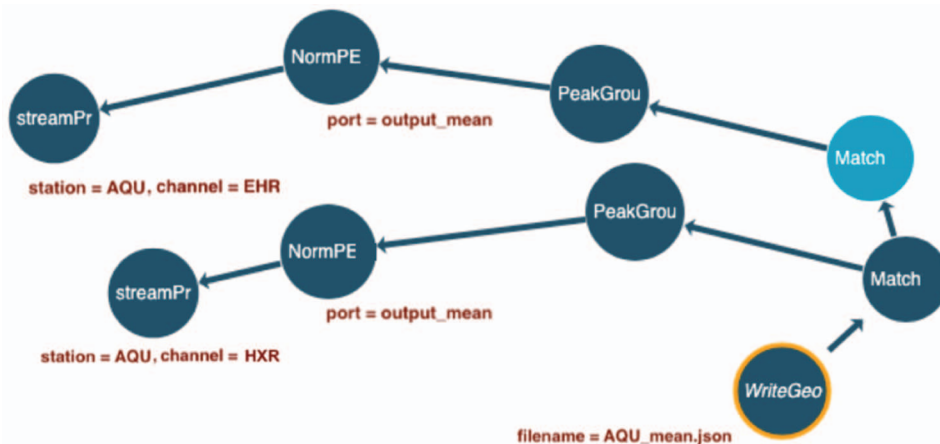 NormPE
streamPr
PeakGrou
port = output_mean
Match
station = AQU, channel = EHR
PeakGrou
NormPE
Match
streamPr
port = output_mean
station = AQU, channel = HXR
WriteGeo
filename = AQU_mean.json